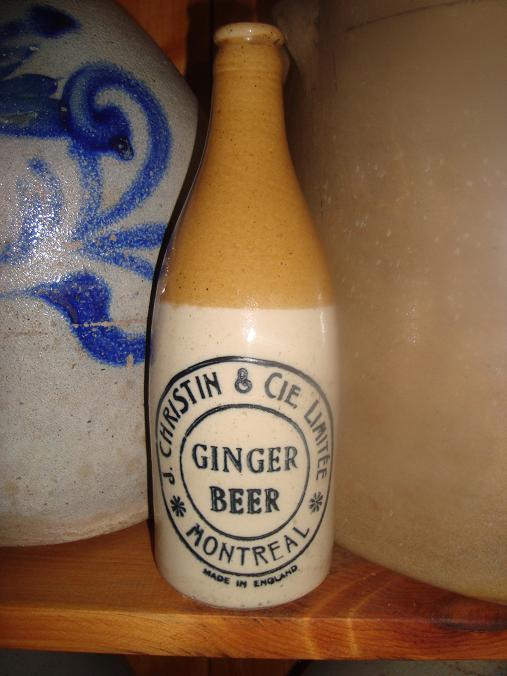 J. CHRISTIN & CIE. LIMITÉE
GINGER
BEER
MONTREAL
MADE IN ENGLAND